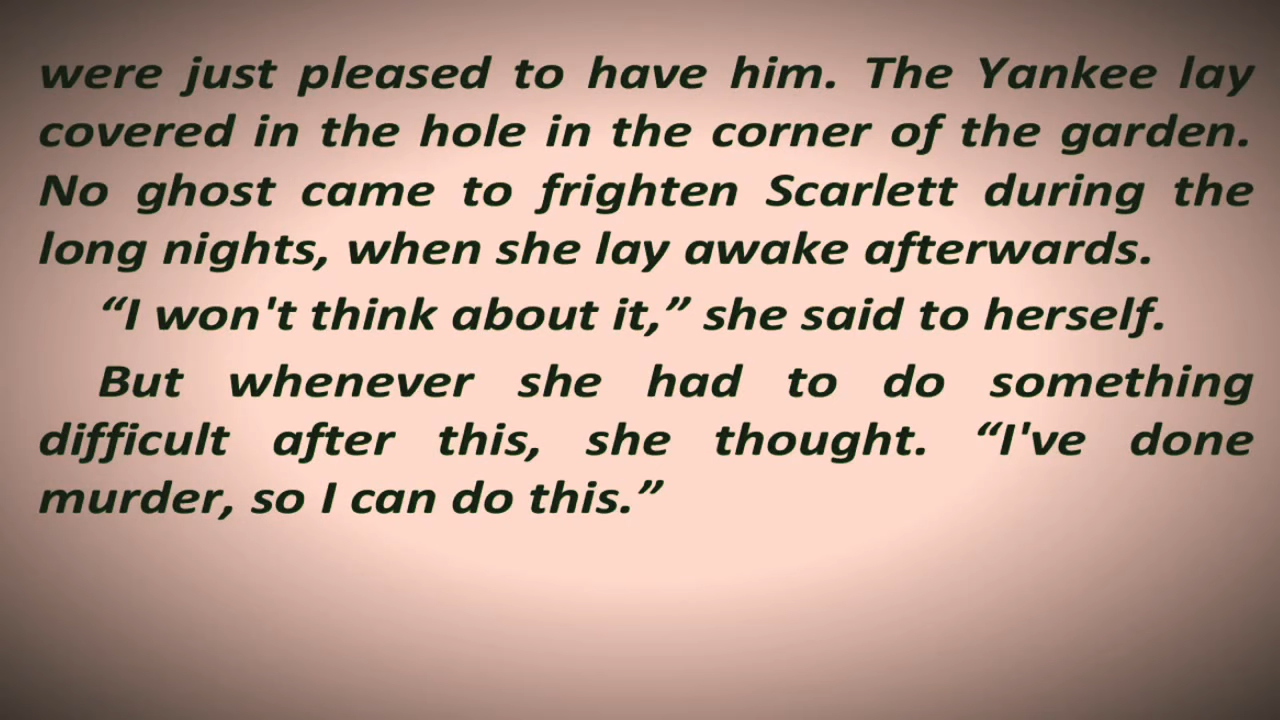 were just pleased to have him. The Yankee lay
covered in the hole in the corner of the garden.
No ghost came to frighten Scarlett during the
long nights, when she lay awake afterwards.
“I won't think about it,” she said to herself.
But whenever she had to do something
difficult after this, she thought. “I've done
murder, so I can do this.”